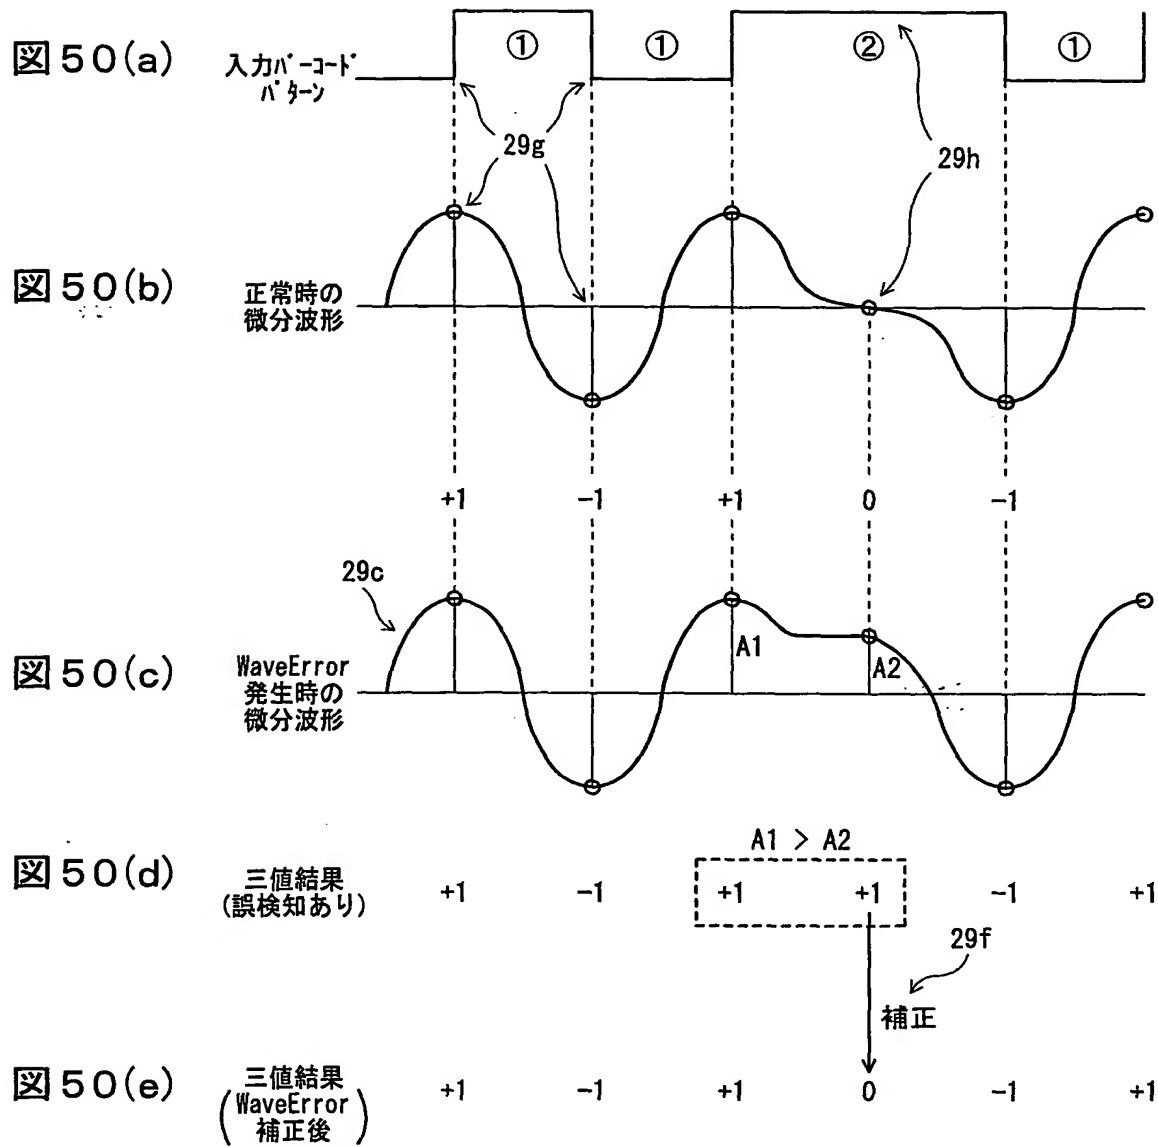 図50(a)
入力バーコード
パターン
① ① ② ①
29g
29h
図50(b)
正常時の
微分波形
+1 -1 +1 0 -1
29c
図50(c)
WaveError
発生時の
微分波形
A1
A2
A1 > A2
図50(d)
三値結果
(誤検知あり)
+1 -1 +1 +1 -1 +1
29f
補正
図50(e)
三値結果
(WaveError
補正後)
+1 -1 +1 0 -1 +1